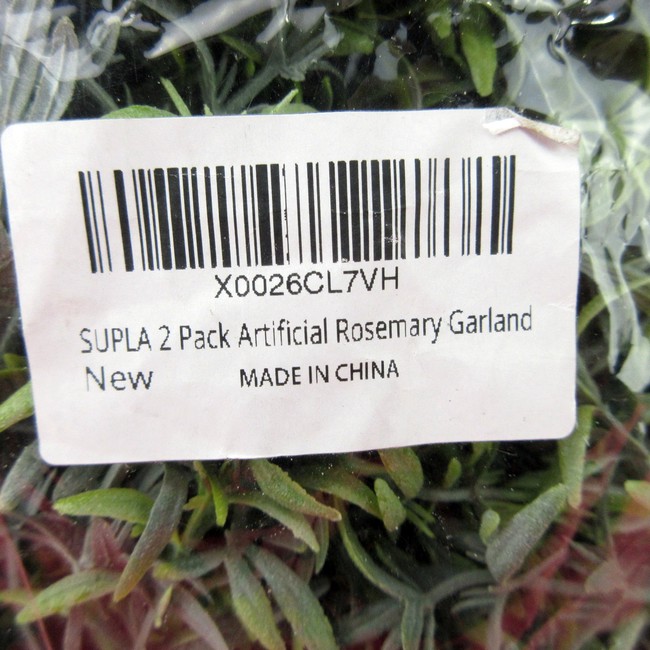 X0026CL7VH
SUPLA 2 Pack Artificial Rosemary Garland
New MADE IN CHINA